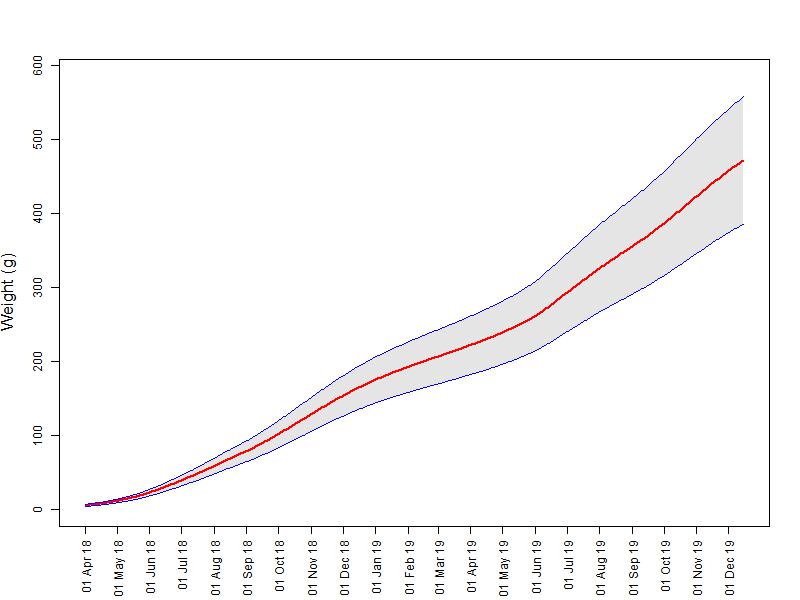 Weight (g)
600
500
400
300
200
100
0
01 Apr 18
01 May 18
01 Jun 18
01 Jul 18
01 Aug 18
01 Sep 18
01 Oct 18
01 Nov 18
01 Dec 18
01 Jan 19
01 Feb 19
01 Mar 19
01 Apr 19
01 May 19
01 Jun 19
01 Jul 19
01 Aug 19
01 Sep 19
01 Oct 19
01 Nov 19
01 Dec 19